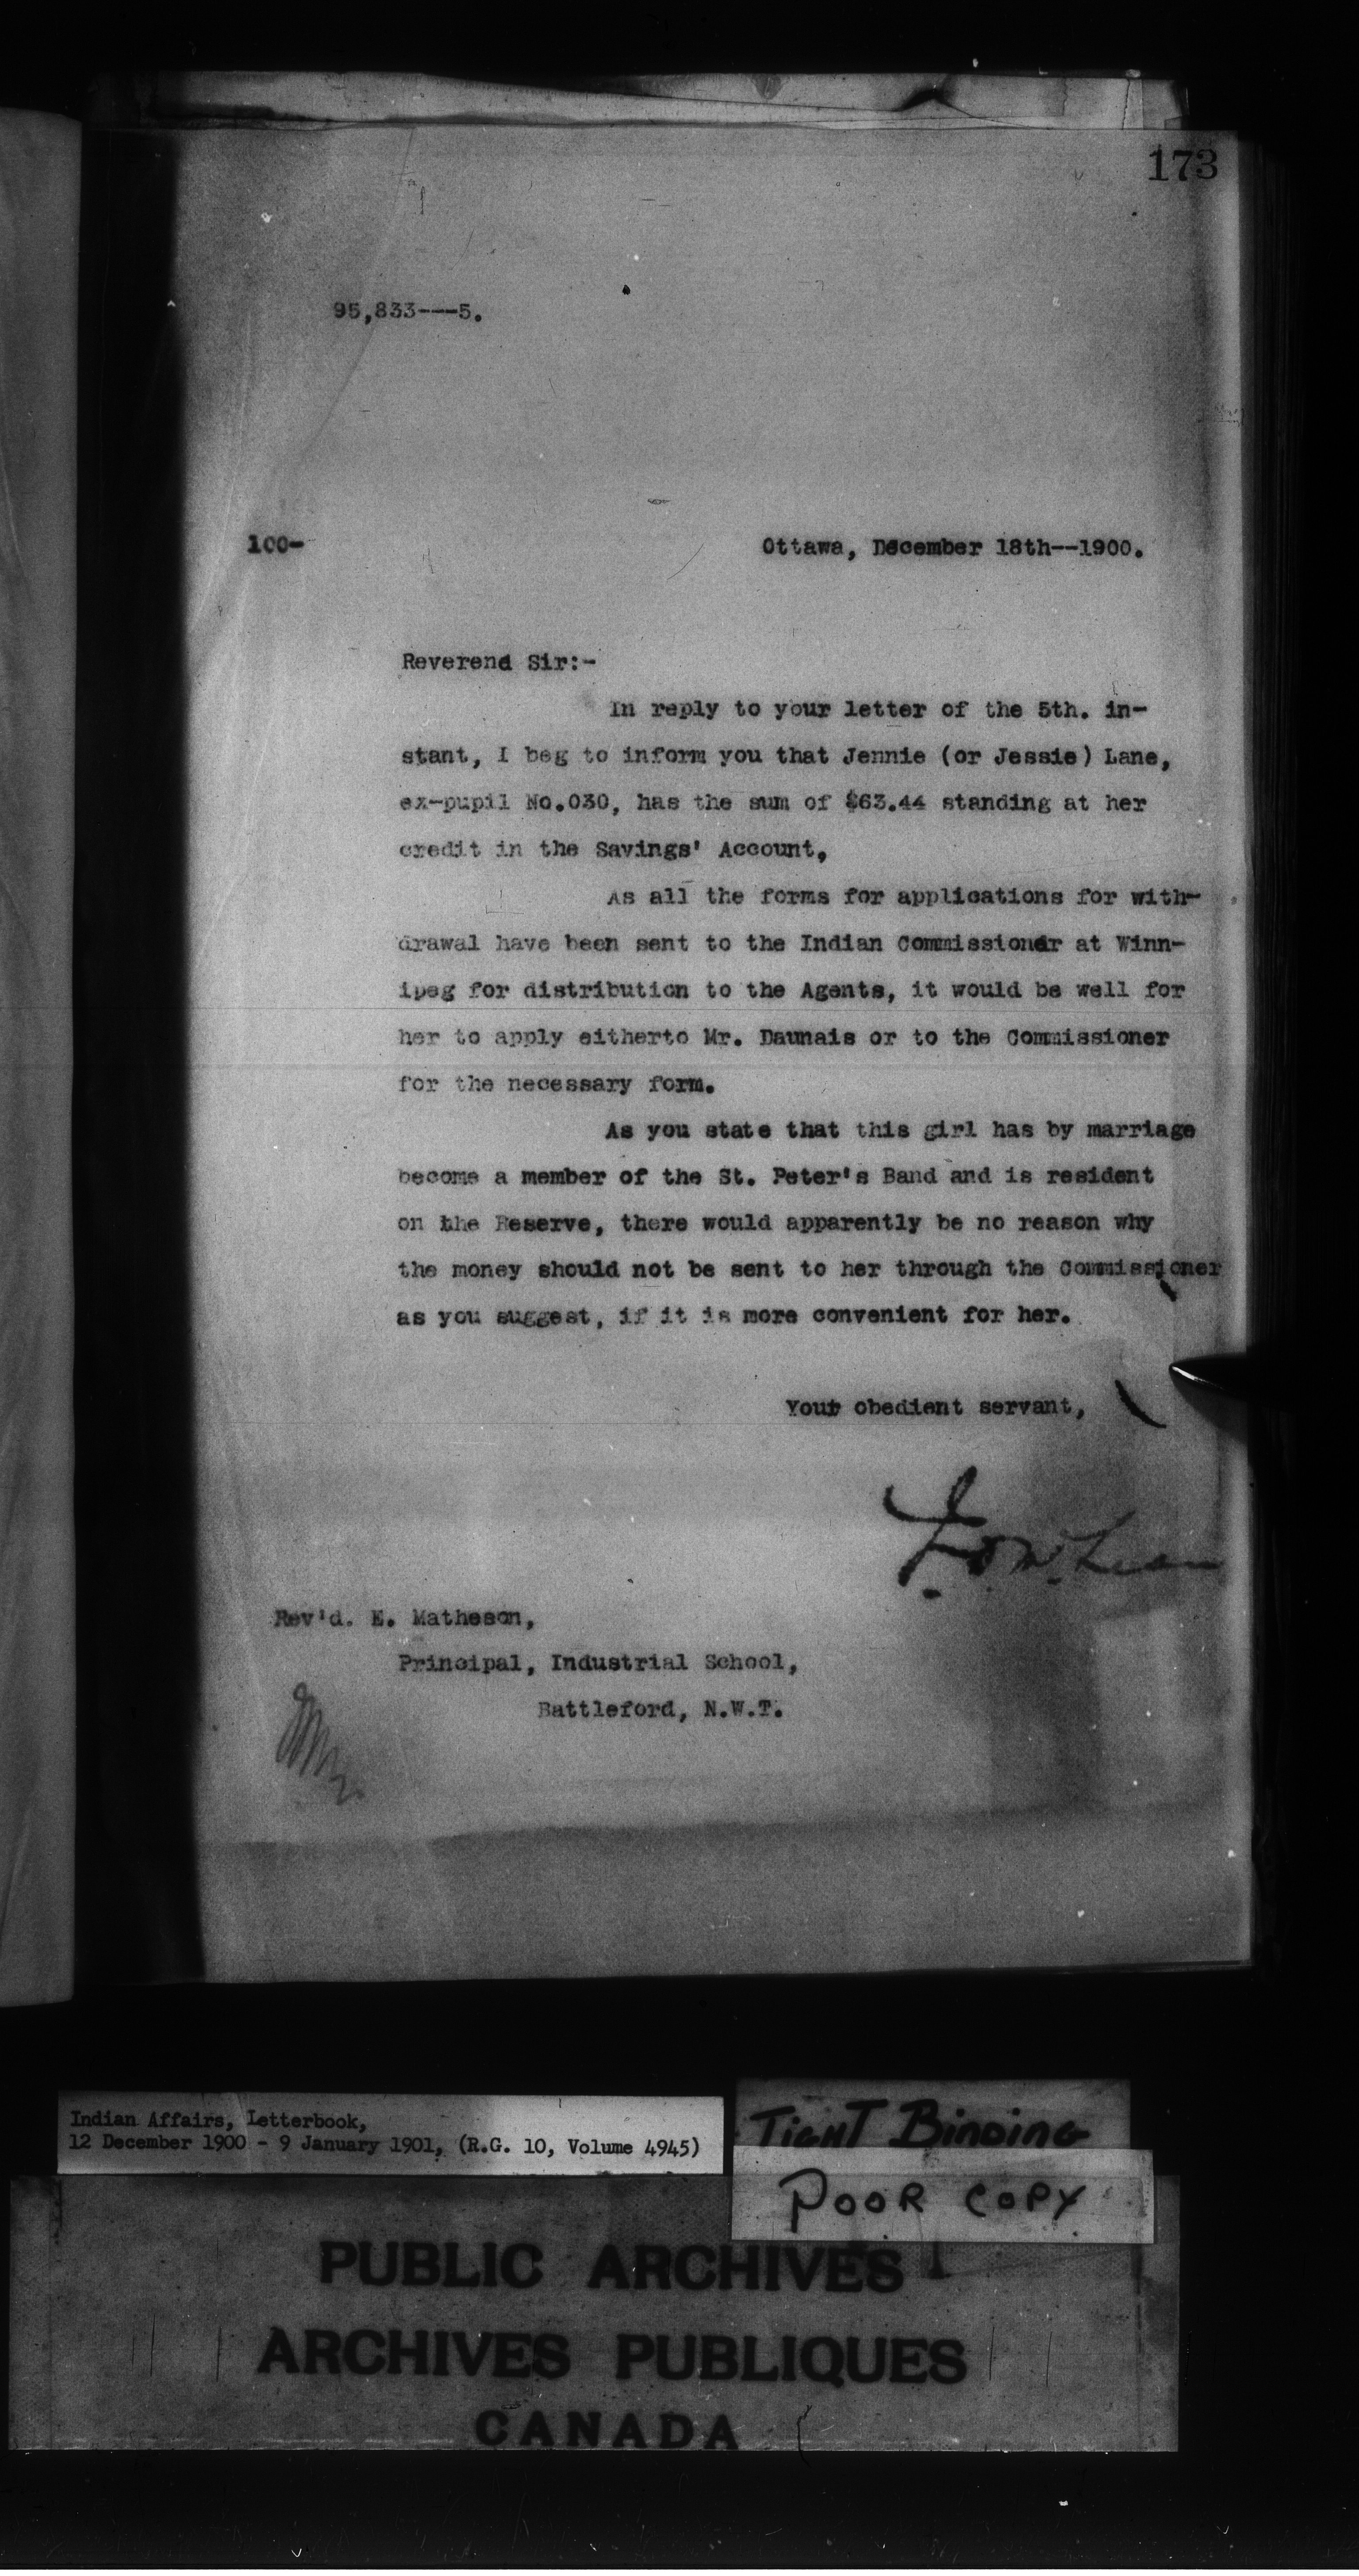 173
95,833---5.
100-
Ottawa, December 18th--1900.
Reverend Sir:-
In reply to your letter of the 5th. in-
stant, I beg to inform you that Jennie (or Jessie) Lane,
ex-pupil No.030, has the sum of $63.44 standing at her
credit in the Savings' Account,
As all the forms for applications for with-
drawal have been sent to the Indian Commissioner at Winn-
ipeg for distribution to the Agents, it would be well for
her to apply eitherto Mr. Daunais or to the Commissioner
for the necessary form.
As you state that this girl has by marriage
become a member of the St. Peter's Band and is resident
on the Reserve, there would apparently be no reason why
the money should not be sent to her through the Commissioner
as you suggest, if it is more convenient for her.
Your obedient servant,
J. D. McLean
Rev'd. E. Matheson,
Principal, Industrial School,
Battleford, N.W.T.
Indian Affairs, Letterbook,
12 December 1900 - 9 January 1901, (R.G. 10, Volume 4945)
TIGHT BINDING
POOR COPY
PUBLIC ARCHIVES
ARCHIVES PUBLIQUES
CANADA